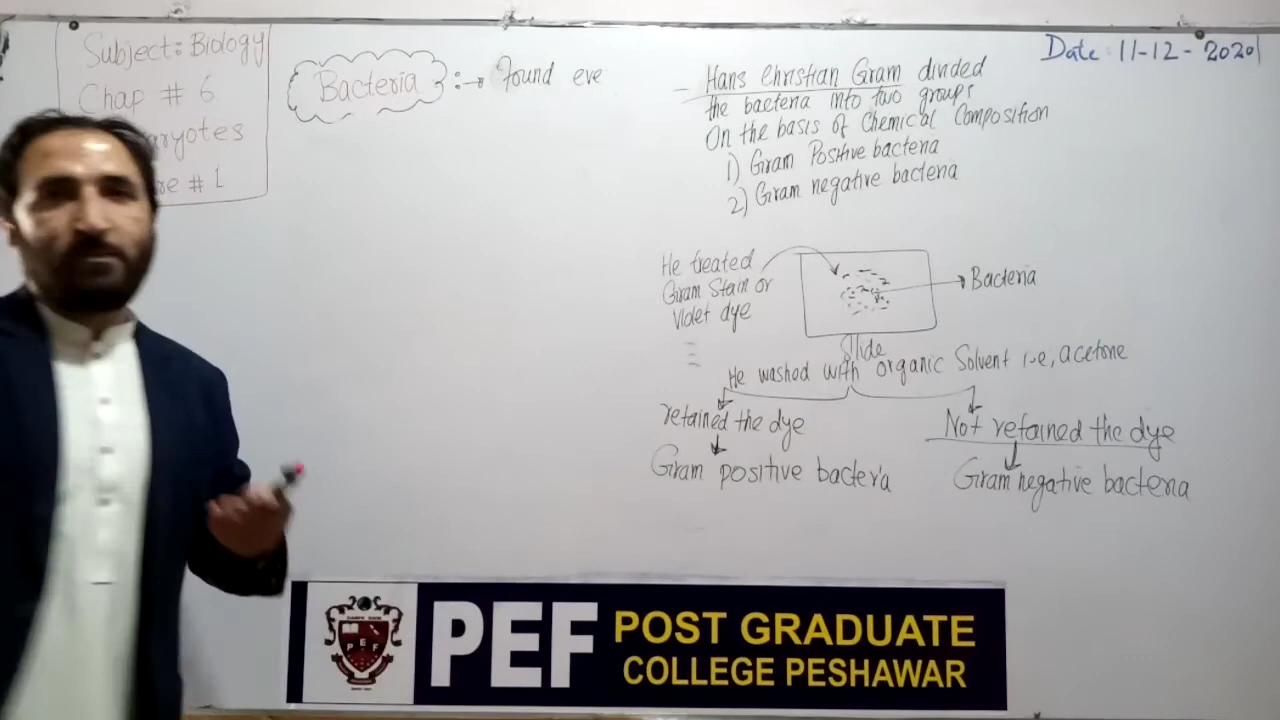 Subject: Biology
Chap # 6
aryotes
re # 1
Bacteria :-→ Found eve
- Hans Christian Gram divided
the bacteria into two groups
On the basis of Chemical Composition
1) Gram Positive bacteria
2) Gram negative bacteria
Date: 11-12-2020
He treated
Gram Stain or
Violet dye
Bacteria
Slide
He washed with organic Solvent i-e, acetone
retained the dye
Not retained the dye
Gram positive bacteria
Gram negative bacteria
PEF
PEF
POST GRADUATE
COLLEGE PESHAWAR